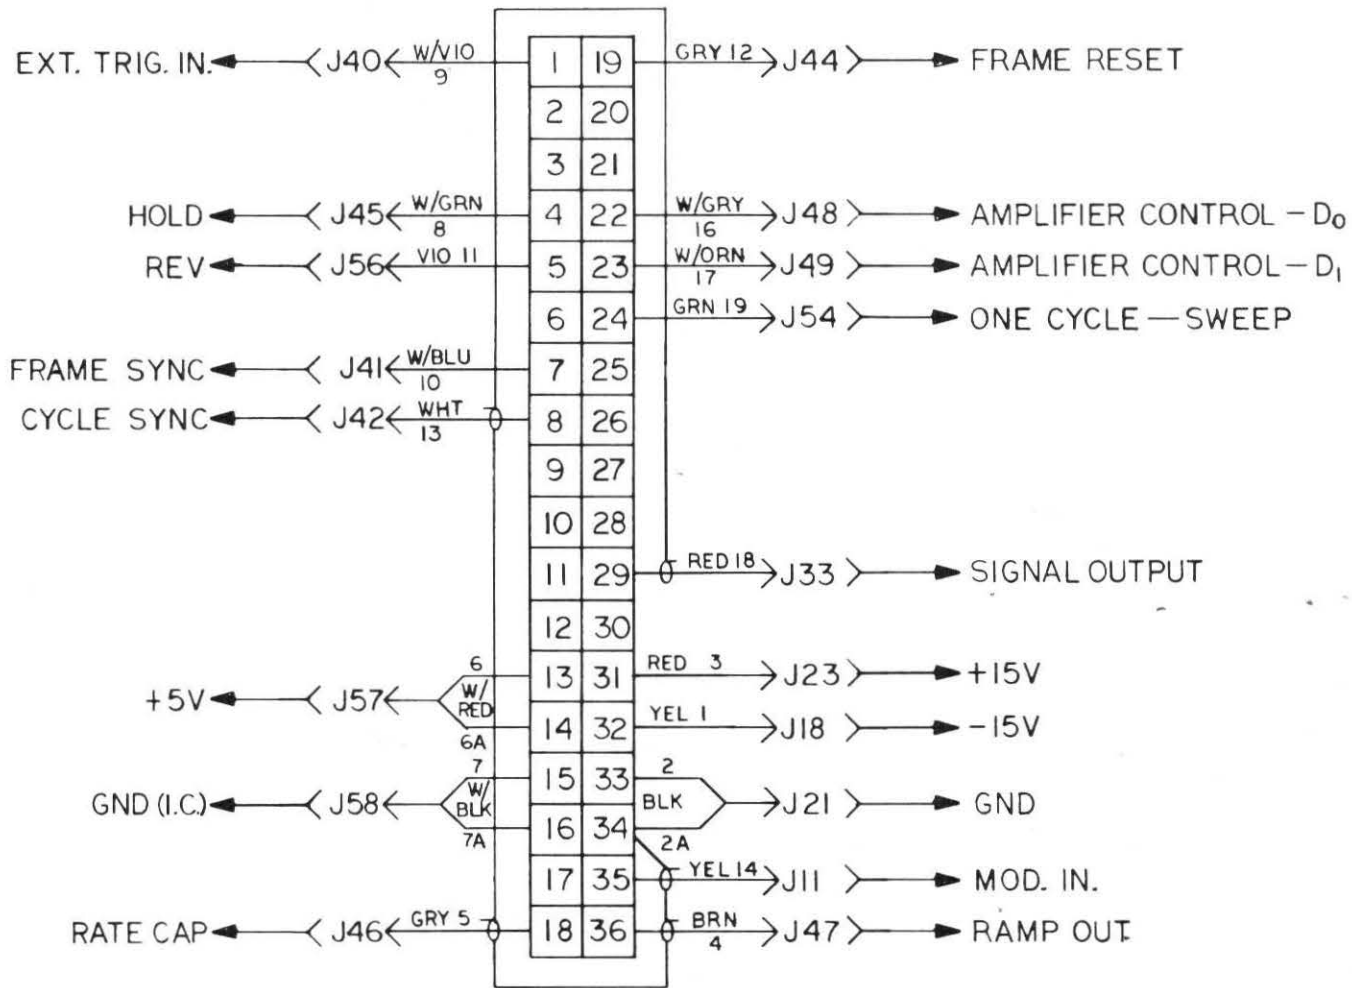 EXT. TRIG. IN. J40 W/VIO 9 1 19 GRY 12 J44 FRAME RESET
2 20
3 21
HOLD J45 W/GRN 8 4 22 W/GRY 16 J48 AMPLIFIER CONTROL - D0
REV J56 VIO 11 5 23 W/ORN 17 J49 AMPLIFIER CONTROL - D1
6 24 GRN 19 J54 ONE CYCLE - SWEEP
FRAME SYNC J41 W/BLU 10 7 25
CYCLE SYNC J42 WHT 13 8 26
9 27
10 28
11 29 RED 18 J33 SIGNAL OUTPUT
12 30
6 13 31 RED 3 J23 +15V
+5V J57 W/RED
6A 14 32 YEL 1 J18 -15V
7 15 33 2
GND (I.C.) J58 W/BLK BLK J21 GND
7A 16 34 2A
17 35 YEL 14 J11 MOD. IN.
RATE CAP J46 GRY 5 18 36 BRN 4 J47 RAMP OUT.